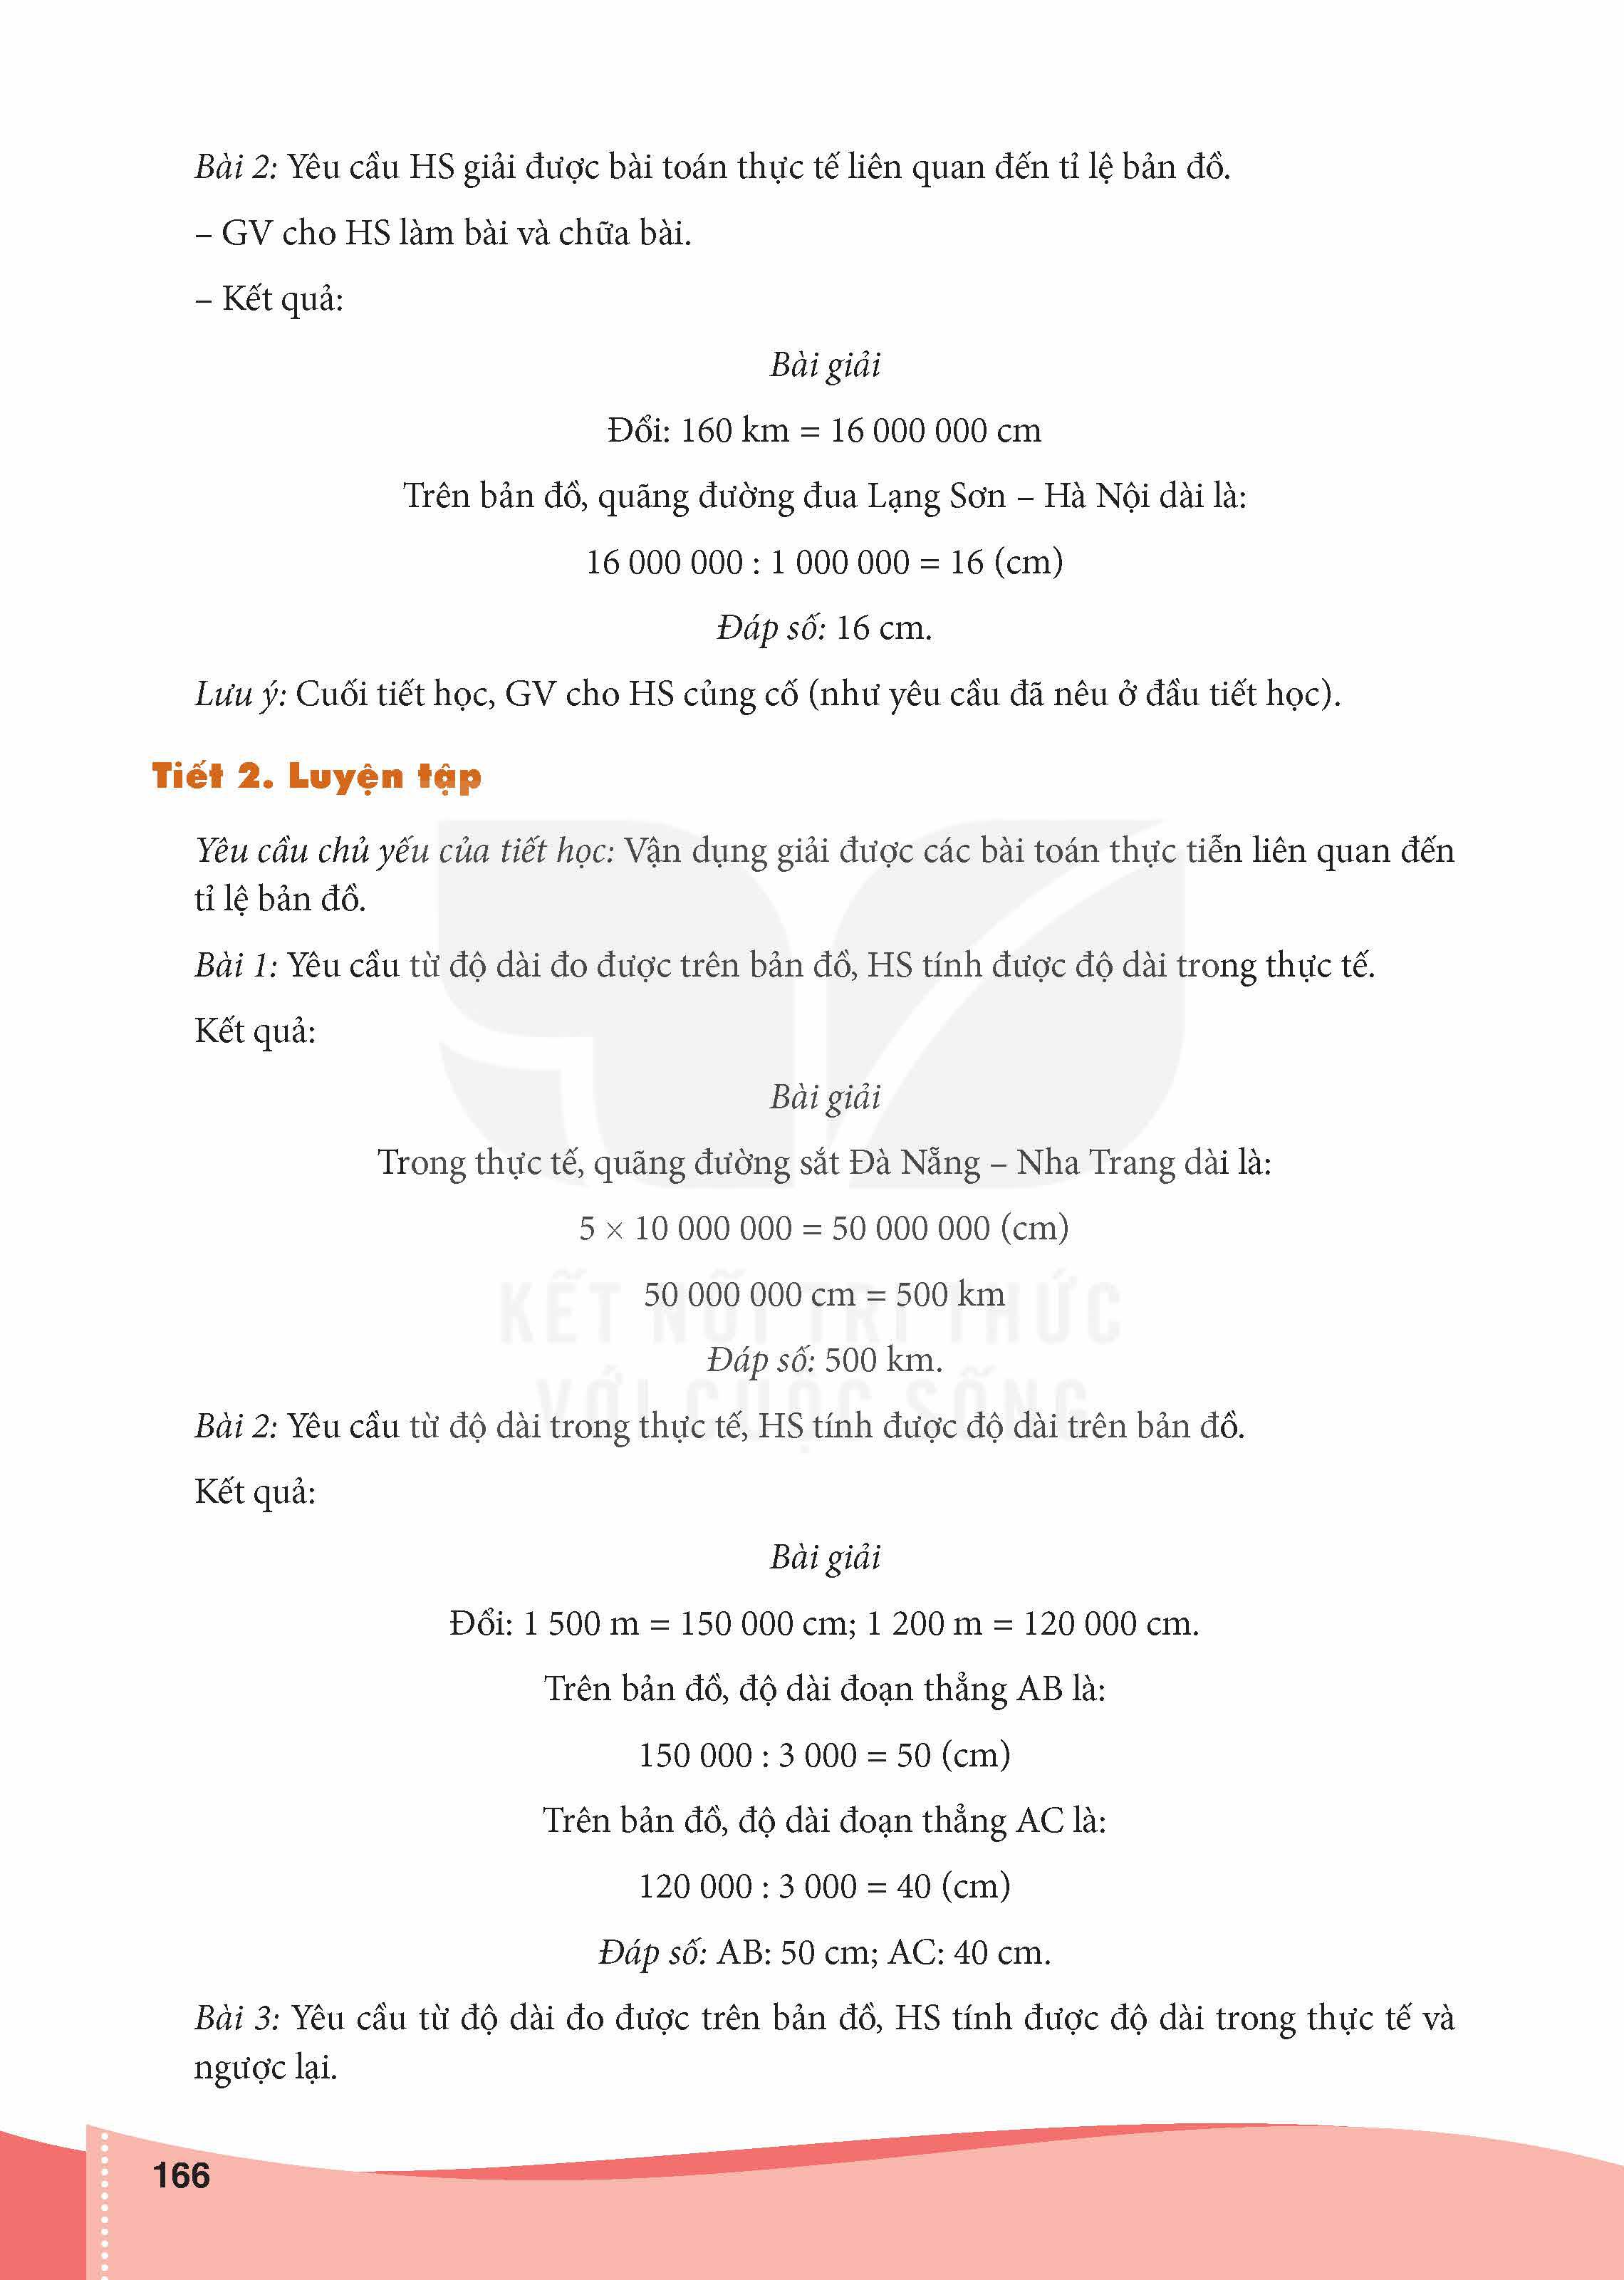 Bài 2: Yêu cầu HS giải được bài toán thực tế liên quan đến tỉ lệ bản đồ.
– GV cho HS làm bài và chữa bài.
– Kết quả:
Bài giải
Đổi: 160 km = 16 000 000 cm
Trên bản đồ, quãng đường đua Lạng Sơn – Hà Nội dài là:
16 000 000 : 1 000 000 = 16 (cm)
Đáp số: 16 cm.
Lưu ý: Cuối tiết học, GV cho HS củng cố (như yêu cầu đã nêu ở đầu tiết học).
Tiết 2. Luyện tập
Yêu cầu chủ yếu của tiết học: Vận dụng giải được các bài toán thực tiễn liên quan đến
tỉ lệ bản đồ.
Bài 1: Yêu cầu từ độ dài đo được trên bản đồ, HS tính được độ dài trong thực tế.
Kết quả:
Bài giải
Trong thực tế, quãng đường sắt Đà Nẵng – Nha Trang dài là:
5 × 10 000 000 = 50 000 000 (cm)
KẾT NỐI TRI THỨC
50 000 000 cm = 500 km
Đáp số: 500 km.
VỚI CUỘC SỐNG
Bài 2: Yêu cầu từ độ dài trong thực tế, HS tính được độ dài trên bản đồ.
Kết quả:
Bài giải
Đổi: 1 500 m = 150 000 cm; 1 200 m = 120 000 cm.
Trên bản đồ, độ dài đoạn thẳng AB là:
150 000 : 3 000 = 50 (cm)
Trên bản đồ, độ dài đoạn thẳng AC là:
120 000 : 3 000 = 40 (cm)
Đáp số: AB: 50 cm; AC: 40 cm.
Bài 3: Yêu cầu từ độ dài đo được trên bản đồ, HS tính được độ dài trong thực tế và
ngược lại.
166